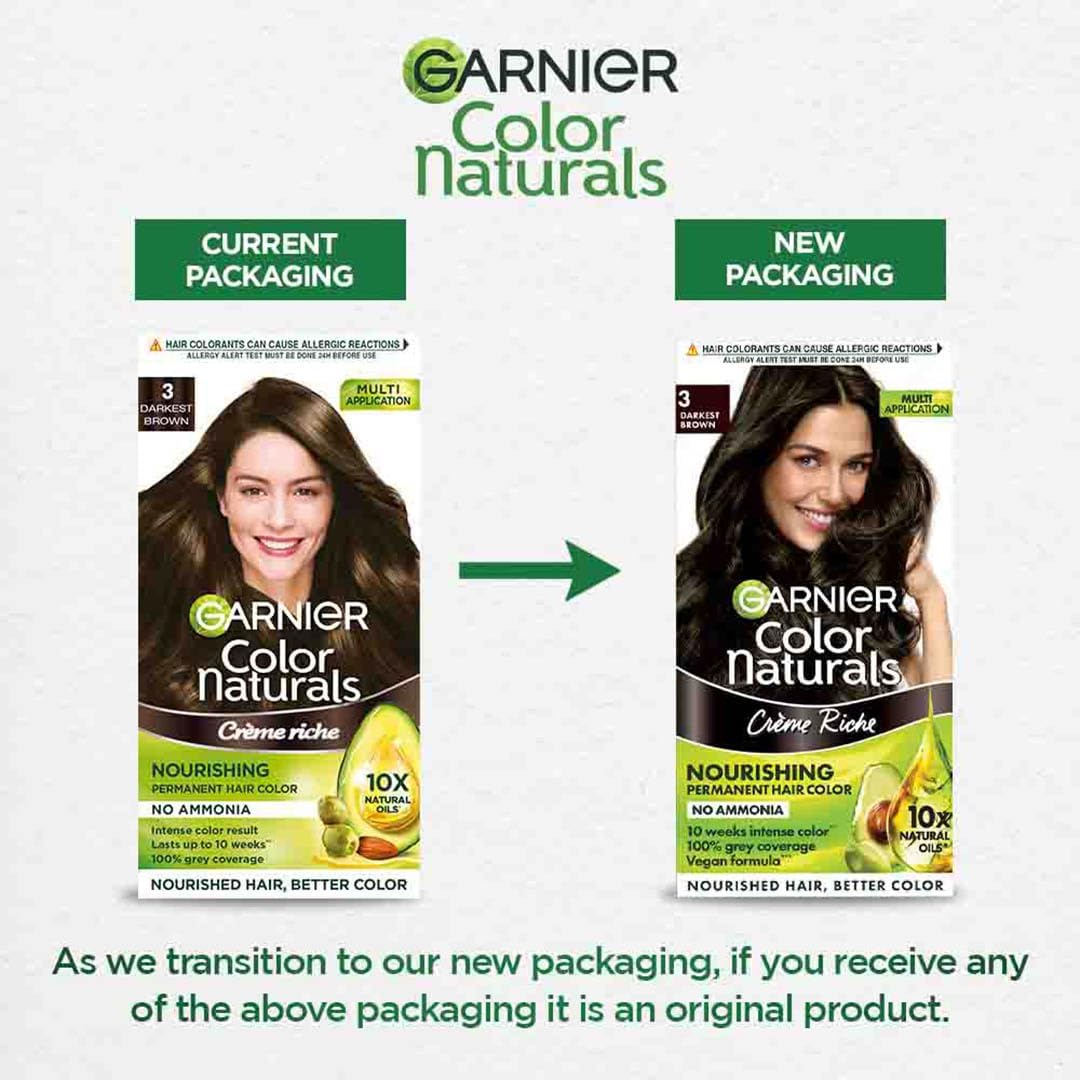 GARNIER
Color
Naturals
CURRENT
PACKAGING
NEW
PACKAGING
HAIR COLORANTS CAN CAUSE ALLERGIC REACTIONS
ALLERGY ALERT TEST MUST BE DONE 24H BEFORE USE
3
DARKEST
BROWN
MULTI
APPLICATION
GARNIER
Color
Naturals
Crème riche
NOURISHING
PERMANENT HAIR COLOR
NO AMMONIA
Intense color result
Lasts up to 10 weeks
100% grey coverage
10X
NATURAL
OILS
NOURISHED HAIR, BETTER COLOR
HAIR COLORANTS CAN CAUSE ALLERGIC REACTIONS
ALLERGY ALERT TEST MUST BE DONE 24H BEFORE USE
3
DARKEST
BROWN
MULTI
APPLICATION
GARNIER
Color
Naturals
Crème Riche
NOURISHING
PERMANENT HAIR COLOR
NO AMMONIA
10 weeks intense color
100% grey coverage
Vegan formula
10x
NATURAL
OILS*
NOURISHED HAIR, BETTER COLOR
As we transition to our new packaging, if you receive any
of the above packaging it is an original product.